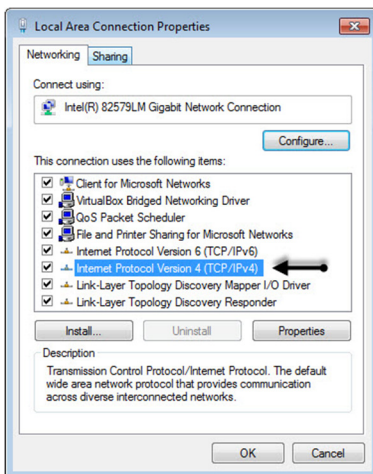 Local Area Connection Properties
Networking Sharing
Connect using:
Intel(R) 82579LM Gigabit Network Connection
Configure...
This connection uses the following items:
Client for Microsoft Networks
VirtualBox Bridged Networking Driver
QoS Packet Scheduler
File and Printer Sharing for Microsoft Networks
Internet Protocol Version 6 (TCP/IPv6)
Internet Protocol Version 4 (TCP/IPv4)
Link-Layer Topology Discovery Mapper I/O Driver
Link-Layer Topology Discovery Responder
Install... Uninstall Properties
Description
Transmission Control Protocol/Internet Protocol. The default
wide area network protocol that provides communication
across diverse interconnected networks.
OK Cancel